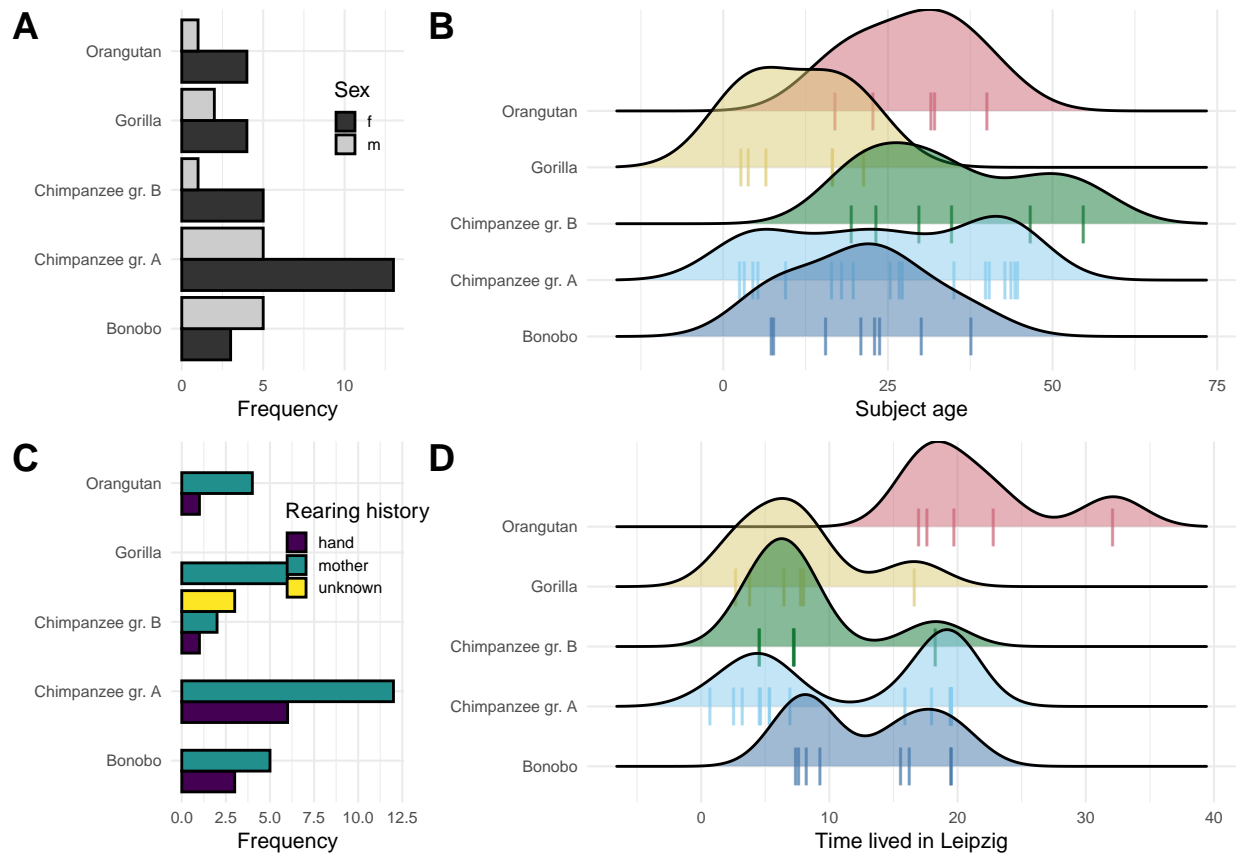 A
Orangutan
Gorilla
Chimpanzee gr. B
Chimpanzee gr. A
Bonobo
Sex
f
m
0
5
10
Frequency
B
Orangutan
Gorilla
Chimpanzee gr. B
Chimpanzee gr. A
Bonobo
0
25
50
75
Subject age
C
Orangutan
Gorilla
Chimpanzee gr. B
Chimpanzee gr. A
Bonobo
Rearing history
hand
mother
unknown
0.0
2.5
5.0
7.5
10.0
12.5
Frequency
D
Orangutan
Gorilla
Chimpanzee gr. B
Chimpanzee gr. A
Bonobo
0
10
20
30
40
Time lived in Leipzig